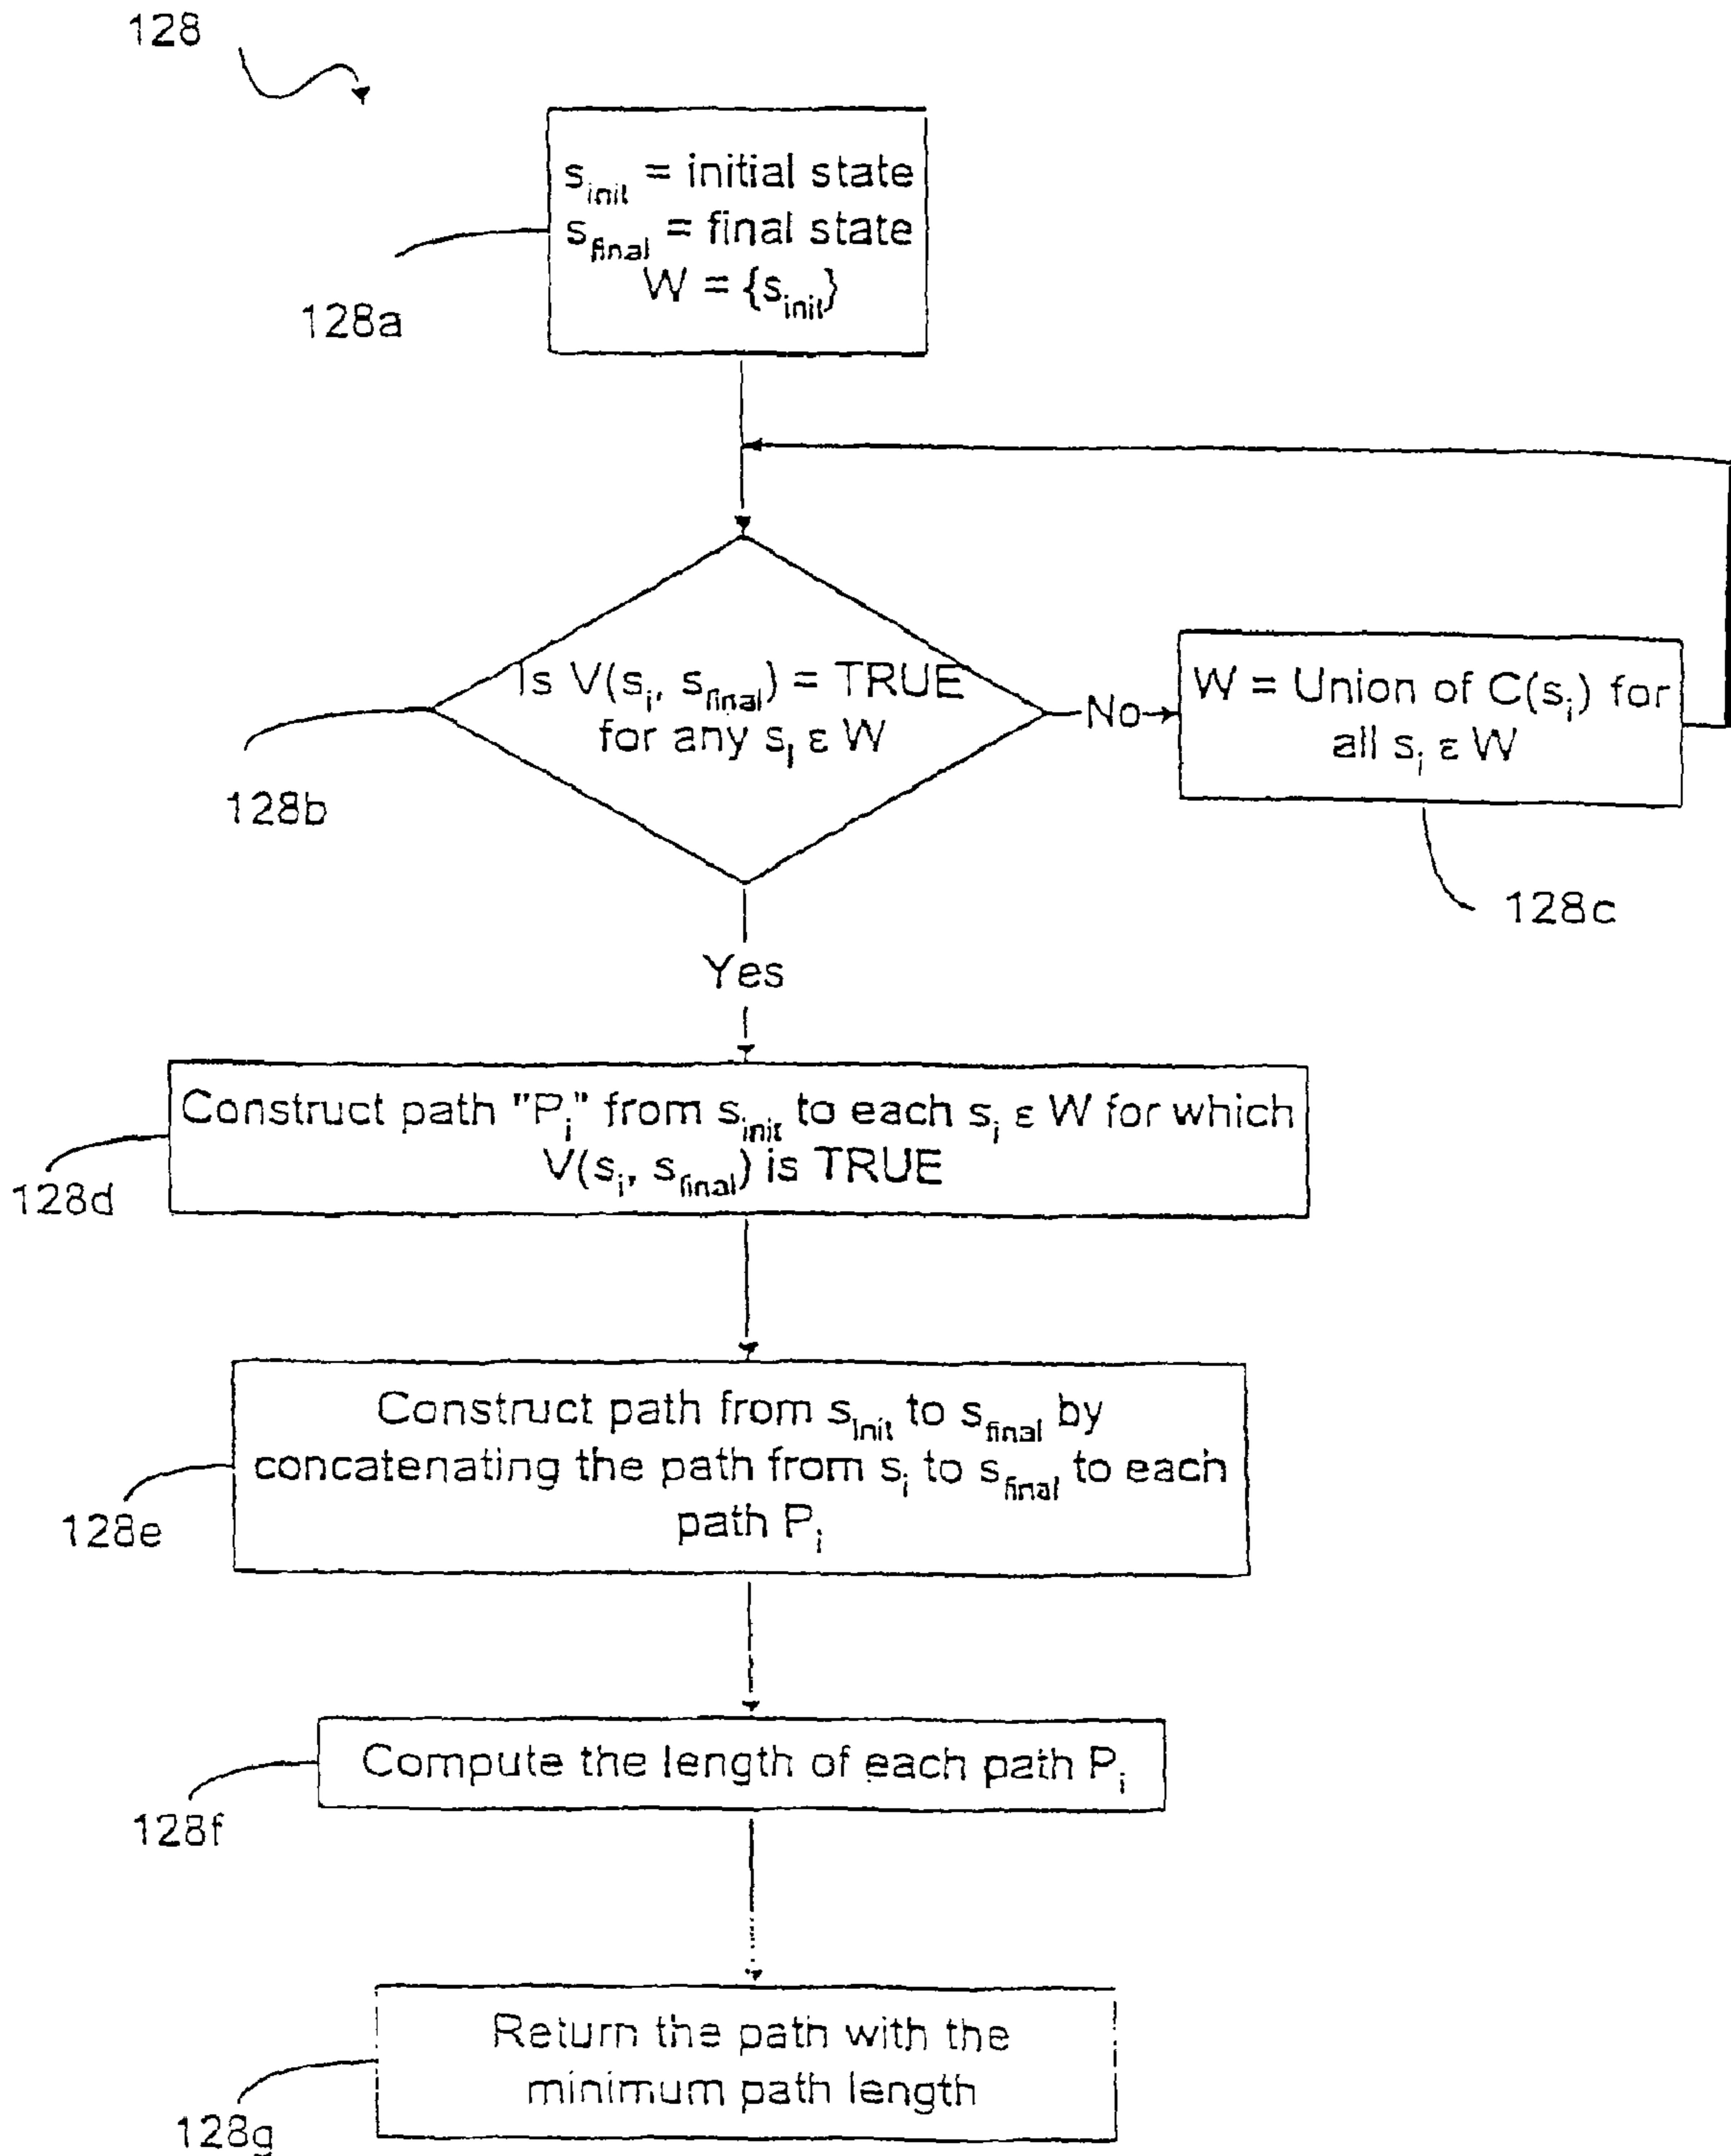 128
s_init = initial state
s_final = final state
W = {s_init}
128a
Is V(s_i, s_final) = TRUE
for any s_i ε W
128b
No
W = Union of C(s_i) for
all s_i ε W
128c
Yes
Construct path "P_i" from s_init to each s_i ε W for which
V(s_i, s_final) is TRUE
128d
Construct path from s_init to s_final by
concatenating the path from s_i to s_final to each
path P_i
128e
Compute the length of each path P_i
128f
Return the path with the
minimum path length
128g